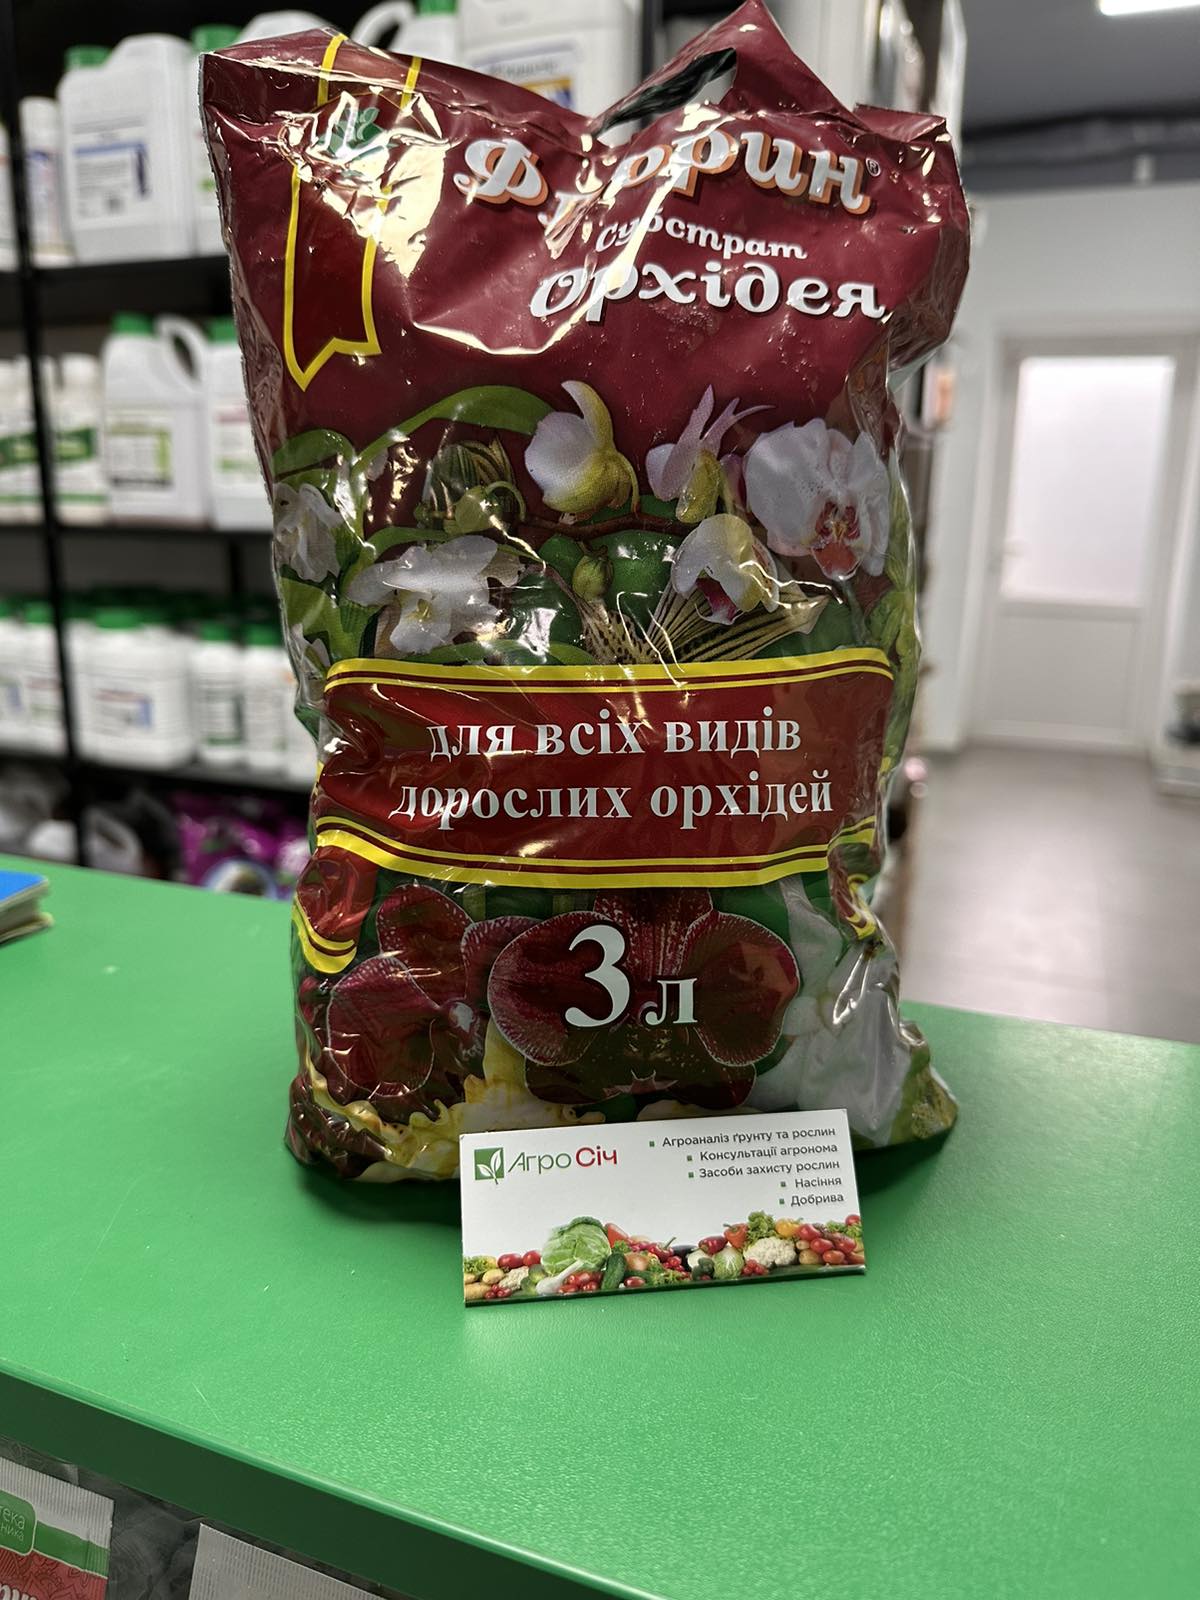 Флорин®
Субстрат
орхідея
для всіх видів
дорослих орхідей
3 л
Агро Січ
Агроаналіз ґрунту та рослин
Консультації агронома
Засоби захисту рослин
Насіння
Добрива